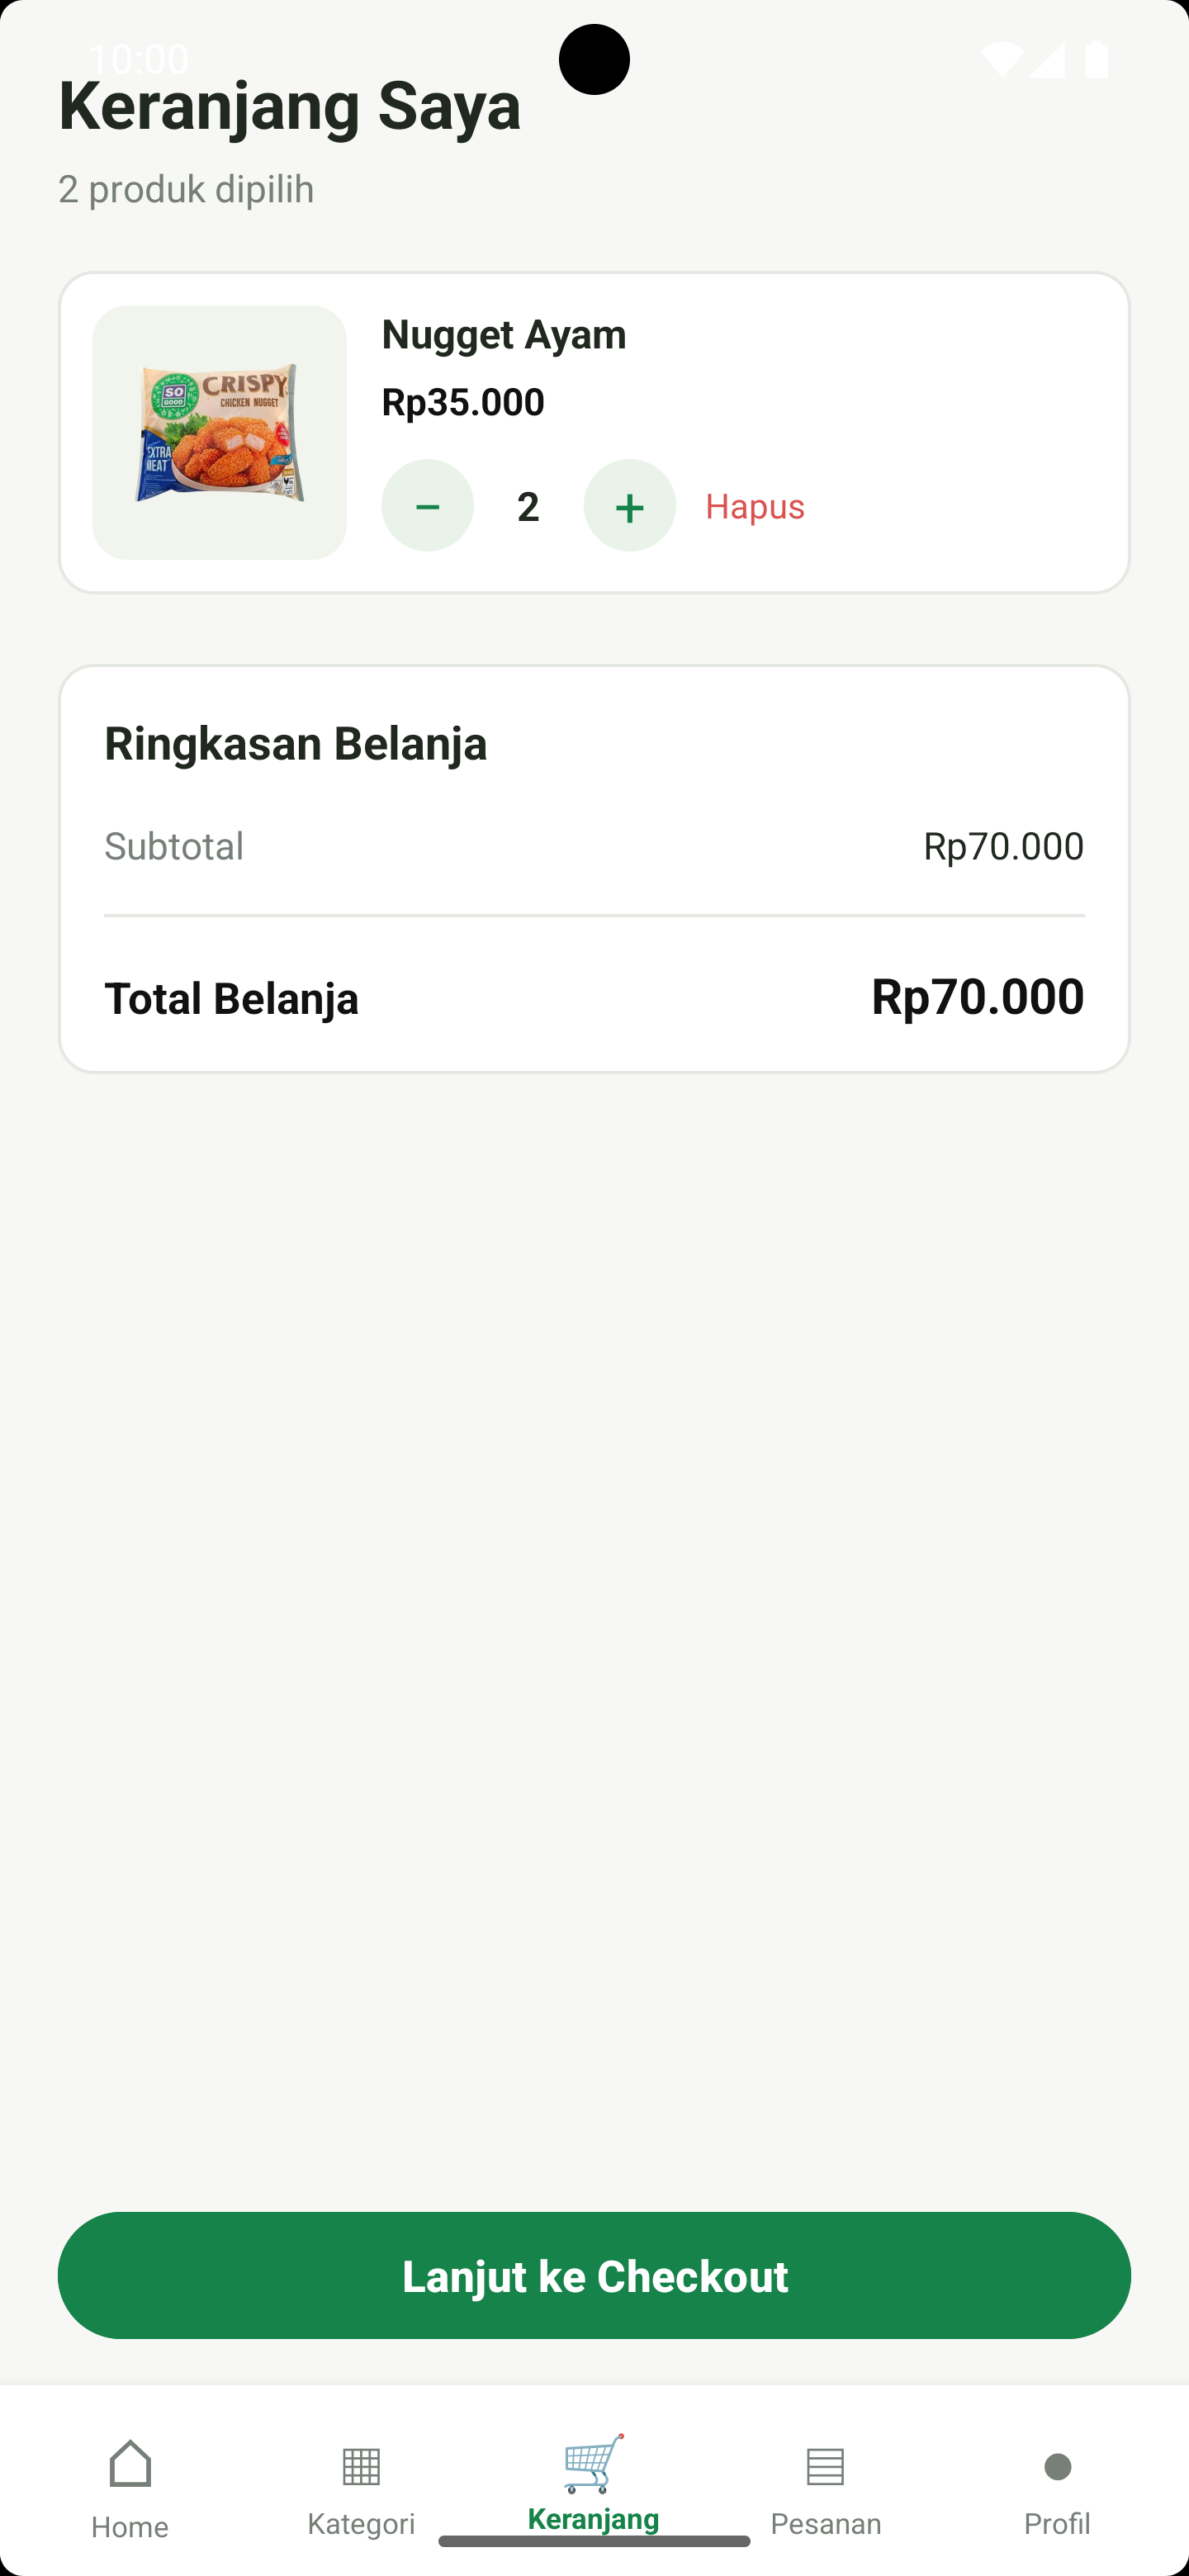 10:00
Keranjang Saya
2 produk dipilih
Nugget Ayam
Rp35.000
SO
GOOD
CRISPY
CHICKEN NUGGET
EXTRA
MEAT
− 2 + Hapus
Ringkasan Belanja
Subtotal Rp70.000
Total Belanja Rp70.000
Lanjut ke Checkout
Home Kategori Keranjang Pesanan Profil